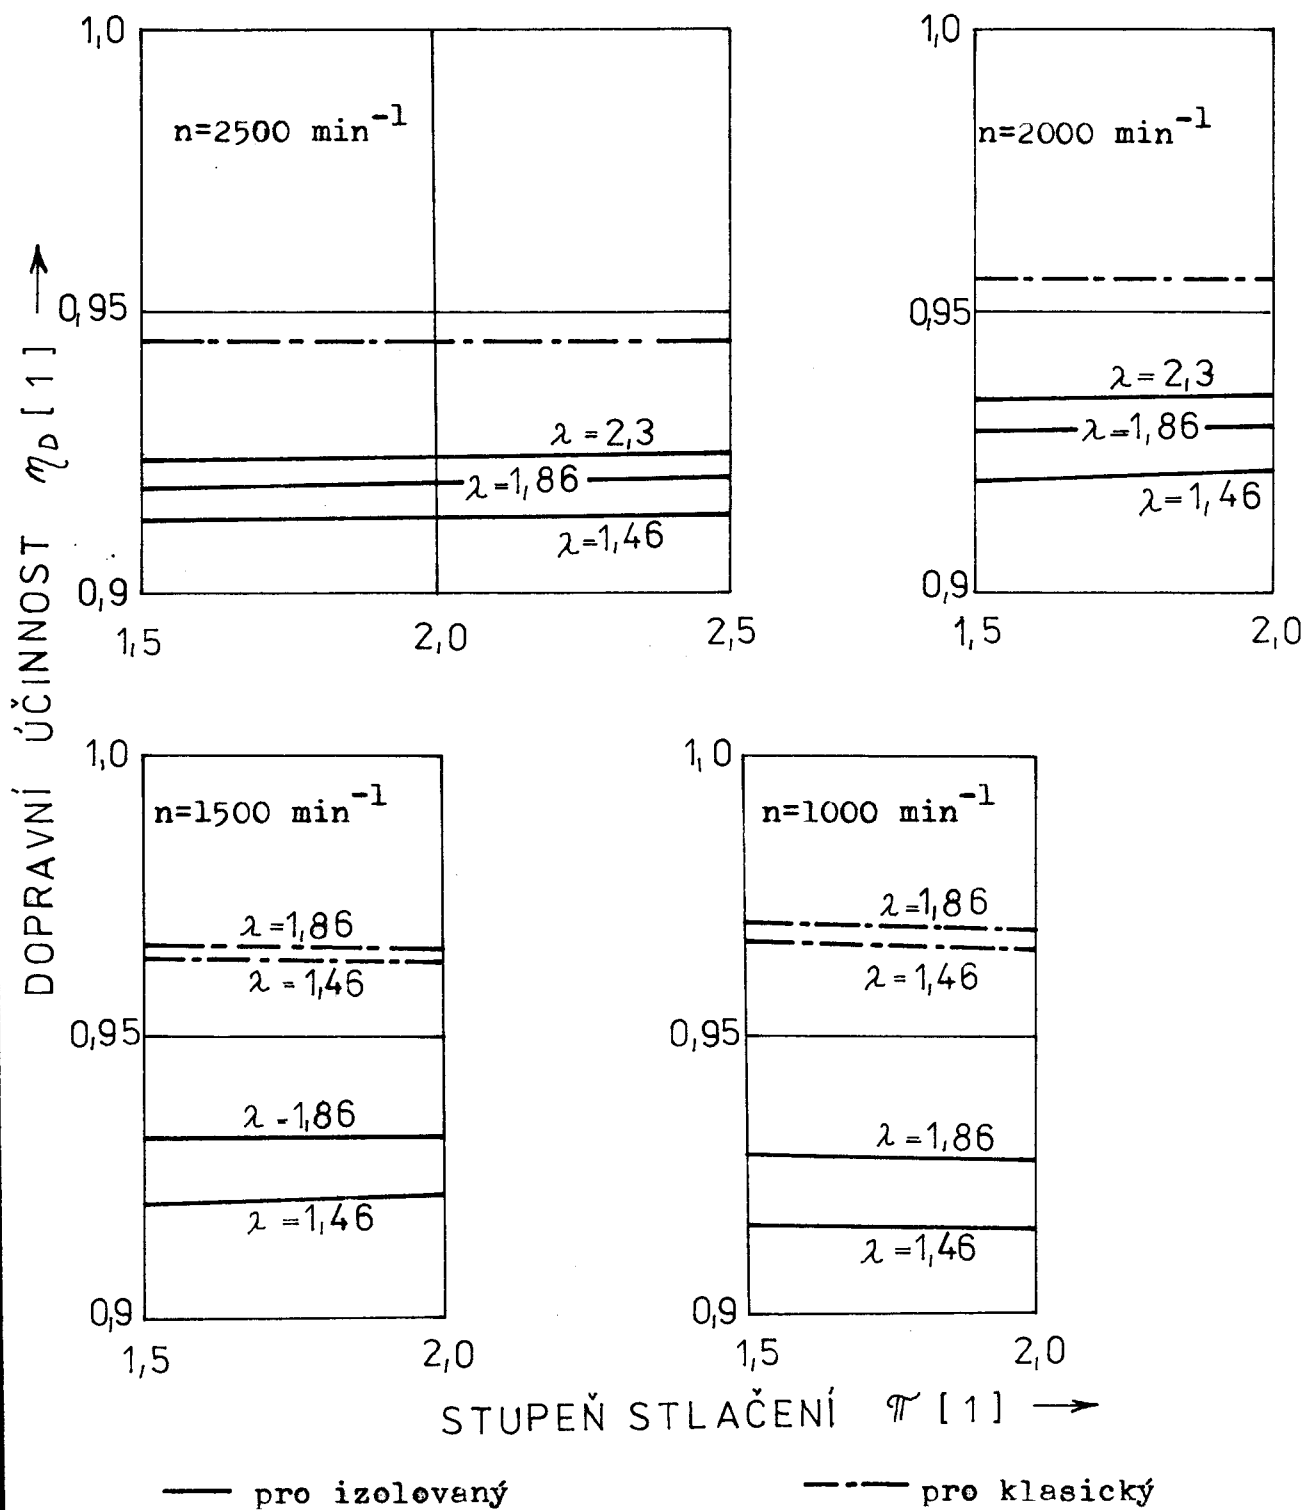 DOPRAVNÍ ÚČINNOST η_D [1] →
1,0
n=2500 min⁻¹
0,95
λ=2,3
λ=1,86
λ=1,46
0,9
1,5 2,0 2,5
1,0
n=2000 min⁻¹
0,95
λ=2,3
λ=1,86
λ=1,46
0,9
1,5 2,0
1,0
n=1500 min⁻¹
λ=1,86
λ=1,46
0,95
λ-1,86
λ=1,46
0,9
1,5 2,0
1,0
n=1000 min⁻¹
λ=1,86
λ=1,46
0,95
λ=1,86
λ=1,46
0,9
1,5 2,0
STUPEŇ STLAČENÍ π [1] →
pro izolovaný
pro klasický